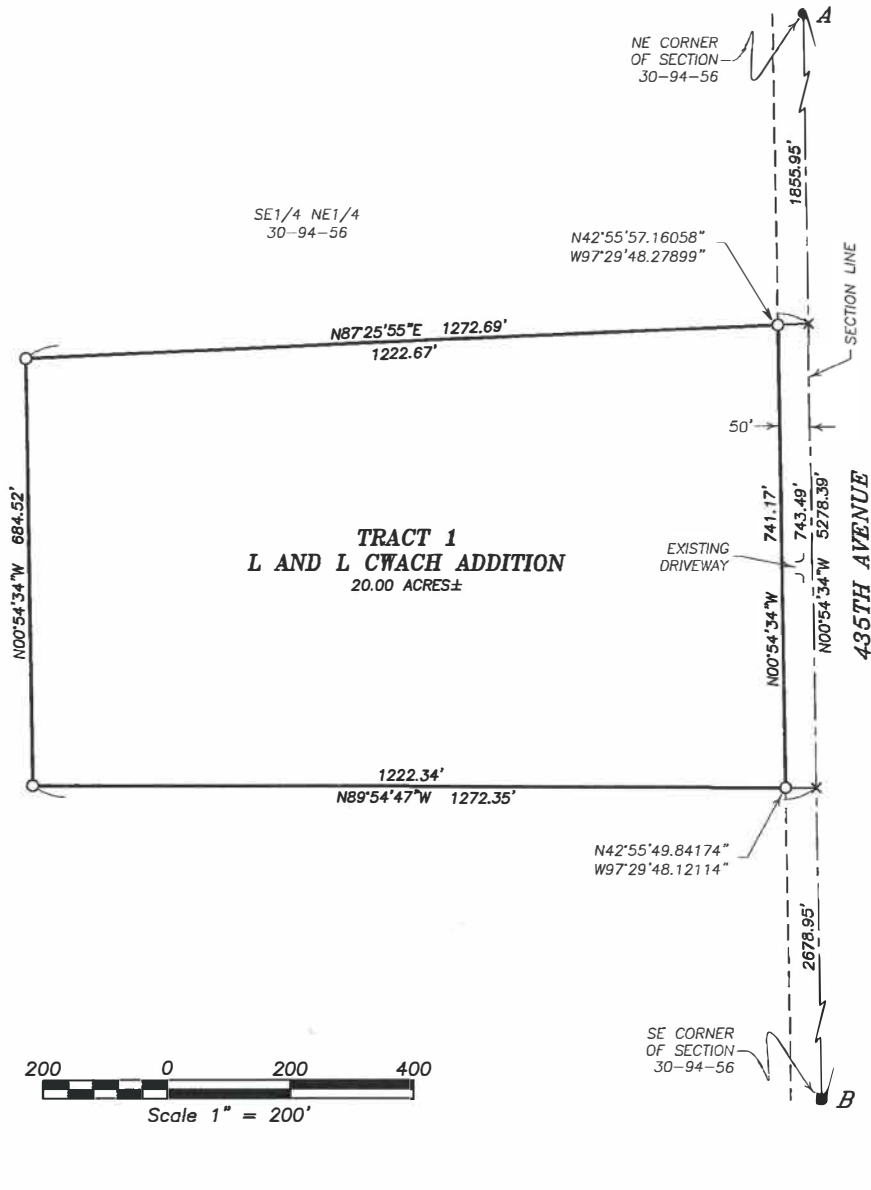 A
NE CORNER
OF SECTION
30-94-56
1855.95'
SE1/4 NE1/4
30-94-56
N42°55'57.16058"
W97°29'48.27899"
SECTION LINE
N87°25'55"E 1272.69'
1222.67'
50'
N00°54'34"W 684.52'
TRACT 1
L AND L CWACH ADDITION
20.00 ACRES±
EXISTING
DRIVEWAY
N00°54'34"W 741.17'
743.49'
N00°54'34"W 5278.39'
435TH AVENUE
1222.34'
N89°54'47"W 1272.35'
N42°55'49.84174"
W97°29'48.12114"
2678.95'
SE CORNER
OF SECTION
30-94-56
B
200 0 200 400
Scale 1" = 200'